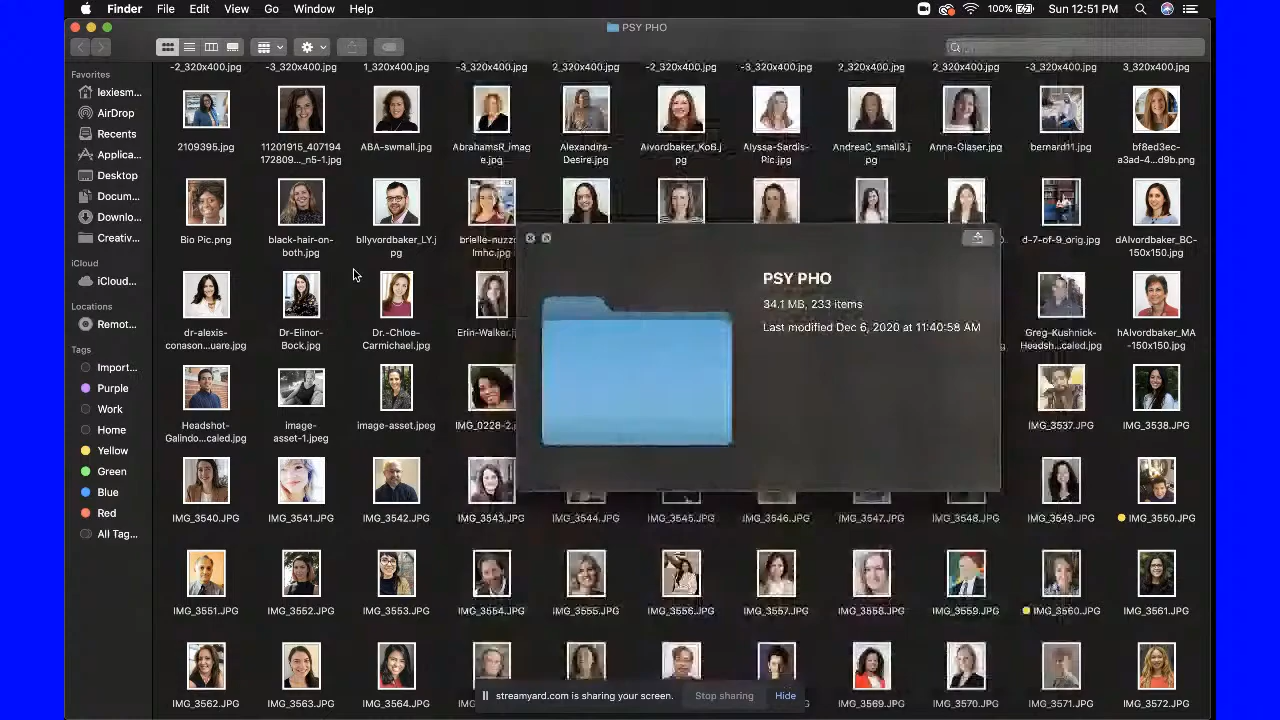 Finder File Edit View Go Window Help 100% Sun 12:51 PM
PSY PHO
Favorites
lexiesm...
AirDrop
Recents
Applica...
Desktop
Docum...
Downlo...
Creativ...
iCloud
iCloud...
Locations
Remot...
Tags
Import...
Purple
Work
Home
Yellow
Green
Blue
Red
All Tag...
-2_320x400.jpg -3_320x400.jpg 1_320x400.jpg -3_320x400.jpg 2_320x400.jpg -2_320x400.jpg -3_320x400.jpg 2_320x400.jpg 2_320x400.jpg -3_320x400.jpg 3_320x400.jpg
2109395.jpg 11201915_407194 ABA-swmall.jpg AbrahamsR_imag Alexandira- Aivordbaker_KoB.j Alyssa-Sardis- AndreaC_small3.j Anna-Glaser.jpg bernard11.jpg bf8ed3ec-
172809..._n5-1.jpg e.jpg Desire.jpg pg Pic.jpg pg a3ad-4...d9b.png
Bio Pic.png black-hair-on- bllyvordbaker_LY.j brielle-nuzz d-7-of-9_orig.jpg dAlvordbaker_BC-
both.jpg pg lmhc.jpg 150x150.jpg
dr-alexis- Dr-Elinor- Dr.-Chloe- Erin-Walker.j Greg-Kushnick- hAlvordbaker_MA
conason...uare.jpg Bock.jpg Carmichael.jpg Headsh...caled.jpg -150x150.jpg
Headshot- image- image-asset.jpeg IMG_0228-2. IMG_3537.JPG IMG_3538.JPG
Galindo...caled.jpg asset-1.jpeg
IMG_3540.JPG IMG_3541.JPG IMG_3542.JPG IMG_3543.JPG IMG_3544.JPG IMG_3545.JPG IMG_3546.JPG IMG_3547.JPG IMG_3548.JPG IMG_3549.JPG IMG_3550.JPG
IMG_3551.JPG IMG_3552.JPG IMG_3553.JPG IMG_3554.JPG IMG_3555.JPG IMG_3556.JPG IMG_3557.JPG IMG_3558.JPG IMG_3559.JPG IMG_3560.JPG IMG_3561.JPG
IMG_3562.JPG IMG_3563.JPG IMG_3564.JPG IMG_3569.JPG IMG_3570.JPG IMG_3571.JPG IMG_3572.JPG
PSY PHO
34.1 MB, 233 items
Last modified Dec 6, 2020 at 11:40:58 AM
streamyard.com is sharing your screen. Stop sharing Hide